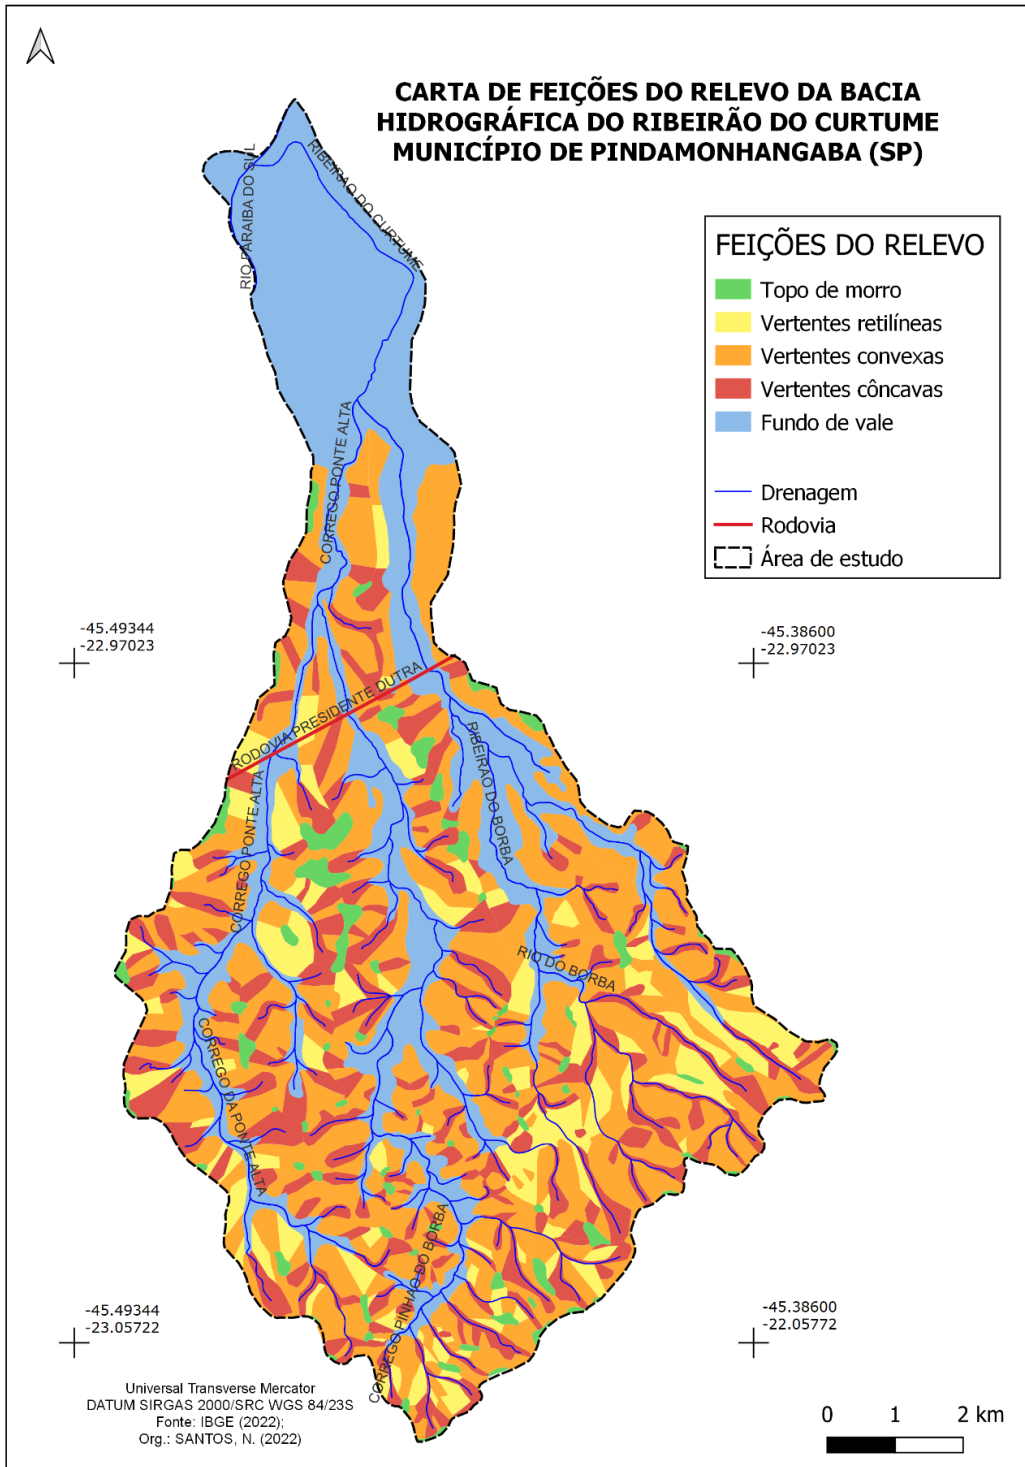 CARTA DE FEIÇÕES DO RELEVO DA BACIA
HIDROGRÁFICA DO RIBEIRÃO DO CURTUME
MUNICÍPIO DE PINDAMONHANGABA (SP)
FEIÇÕES DO RELEVO
Topo de morro
Vertentes retilíneas
Vertentes convexas
Vertentes côncavas
Fundo de vale
Drenagem
Rodovia
Área de estudo
RIO PARAIBA DO SUL
RIBEIRAO DO CURTUME
CORREGO PONTE ALTA
-45.49344
-22.97023
-45.38600
-22.97023
RODOVIA PRESIDENTE DUTRA
RIBEIRAO DO BORBA
CORREGO PONTE ALTA
RIO DO BORBA
CORREGO DA PONTE ALTA
CORREGO PINHAO DO BORBA
-45.49344
-23.05722
-45.38600
-22.05772
Universal Transverse Mercator
DATUM SIRGAS 2000/SRC WGS 84/23S
Fonte: IBGE (2022);
Org.: SANTOS, N. (2022)
0 1 2 km